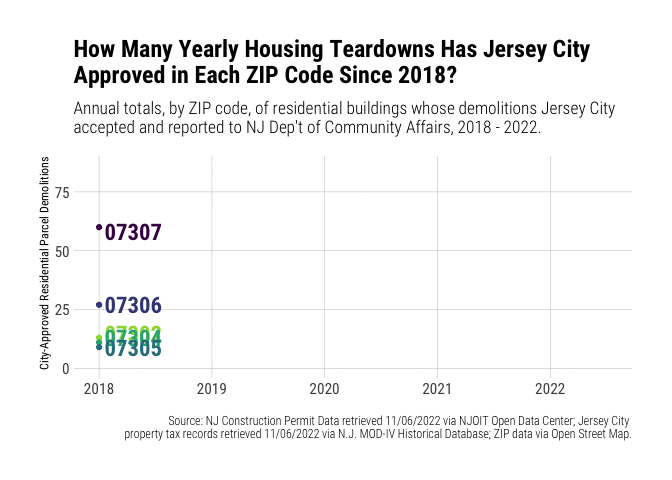 How Many Yearly Housing Teardowns Has Jersey City
Approved in Each ZIP Code Since 2018?
Annual totals, by ZIP code, of residential buildings whose demolitions Jersey City
accepted and reported to NJ Dep't of Community Affairs, 2018 - 2022.
City-Approved Residential Parcel Demolitions
75
50
25
0
07307
07306
07304
07305
2018 2019 2020 2021 2022
Source: NJ Construction Permit Data retrieved 11/06/2022 via NJOIT Open Data Center; Jersey City
property tax records retrieved 11/06/2022 via N.J. MOD-IV Historical Database; ZIP data via Open Street Map.